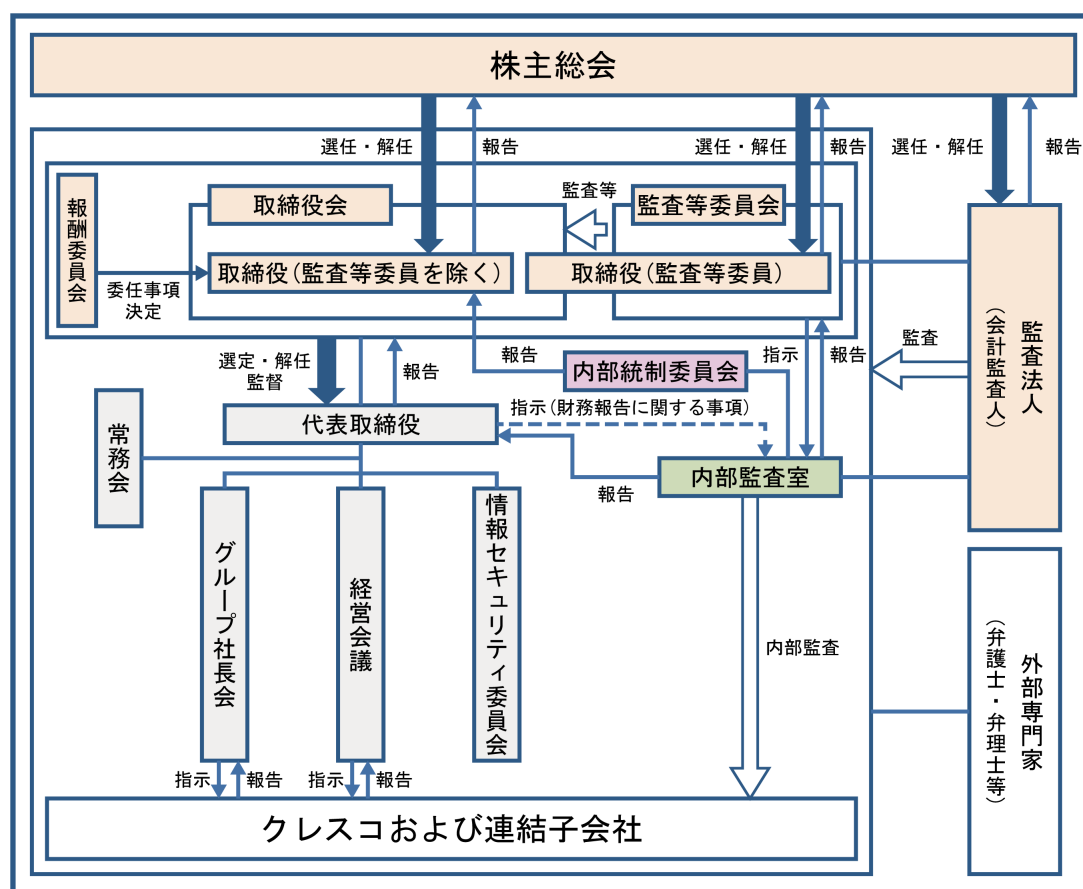 株主総会
選任・解任
報告
選任・解任
報告
選任・解任
報告
報酬委員会
取締役会
監査等
監査等委員会
取締役(監査等委員を除く)
取締役(監査等委員)
委任事項
決定
監査法人
(会計監査人)
監査
選定・解任
監督
報告
報告
内部統制委員会
指示
報告
指示(財務報告に関する事項)
代表取締役
常務会
内部監査室
報告
グループ社長会
経営会議
情報セキュリティ委員会
内部監査
外部専門家
(弁護士・弁理士等)
指示
報告
指示
報告
クレスコおよび連結子会社